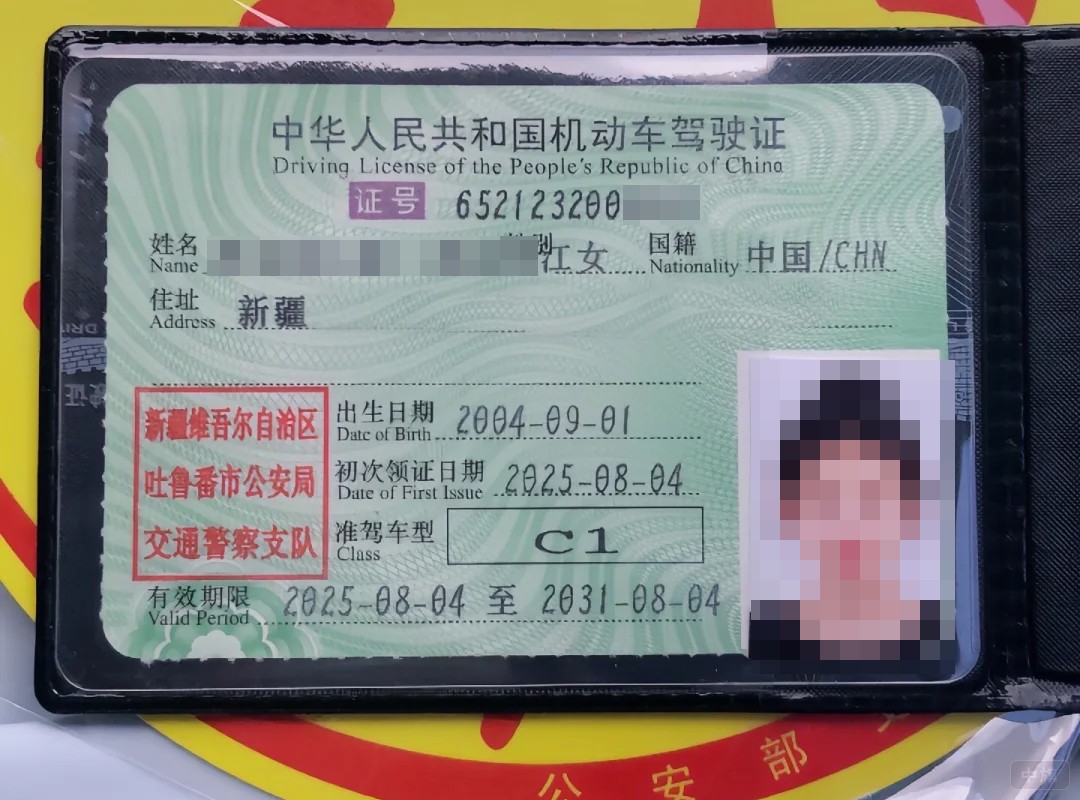 中华人民共和国机动车驾驶证
Driving License of the People's Republic of China
证号 652123200
姓名 女 国籍 中国/CHN
Name Nationality
住址 新疆
Address
新疆维吾尔自治区
吐鲁番市公安局
交通警察支队
出生日期 2004-09-01
Date of Birth
初次领证日期 2025-08-04
Date of First Issue
准驾车型 C1
Class
有效期限 2025-08-04 至 2031-08-04
Valid Period
公安部